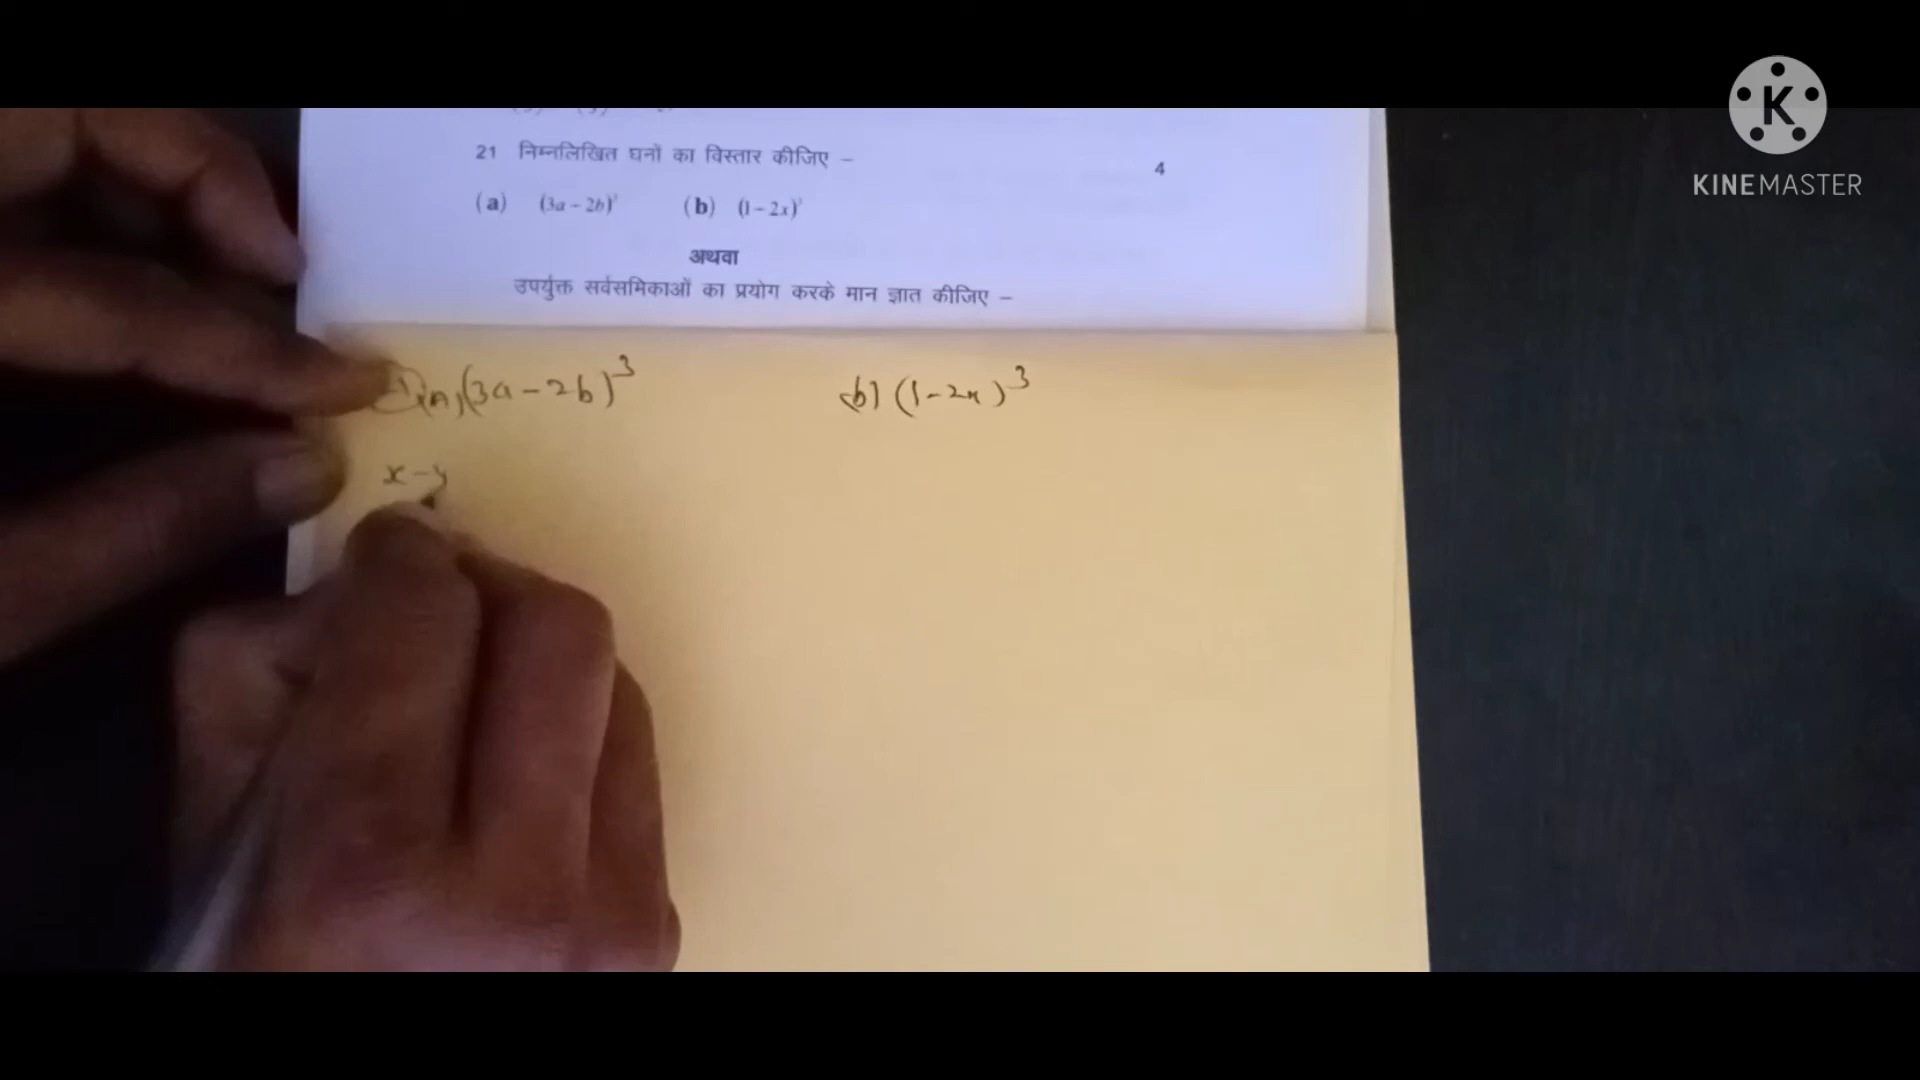 K
KINEMASTER
21 निम्नलिखित घनों का विस्तार कीजिए – 4
(a) (3a – 2b)³ (b) (1 – 2x)³
अथवा
उपर्युक्त सर्वसमिकाओं का प्रयोग करके मान ज्ञात कीजिए –
(3a – 2b)³ (b) (1 – 2x)³
x – y